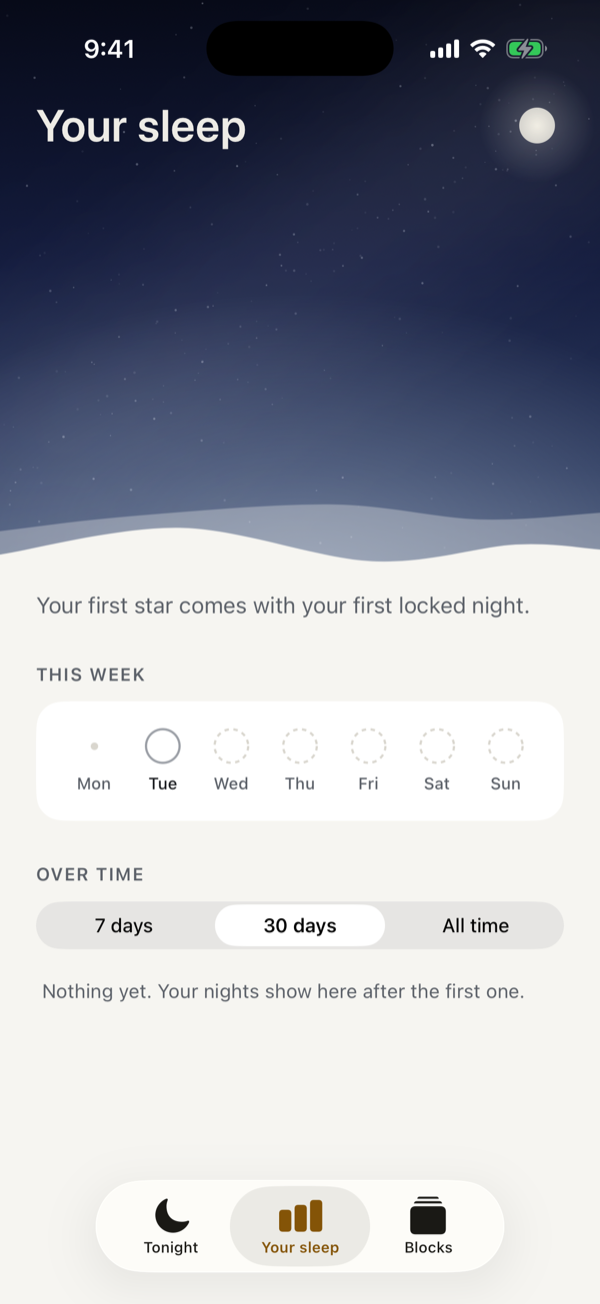 9:41
Your sleep
Your first star comes with your first locked night.
THIS WEEK
Mon Tue Wed Thu Fri Sat Sun
OVER TIME
7 days 30 days All time
Nothing yet. Your nights show here after the first one.
Tonight Your sleep Blocks